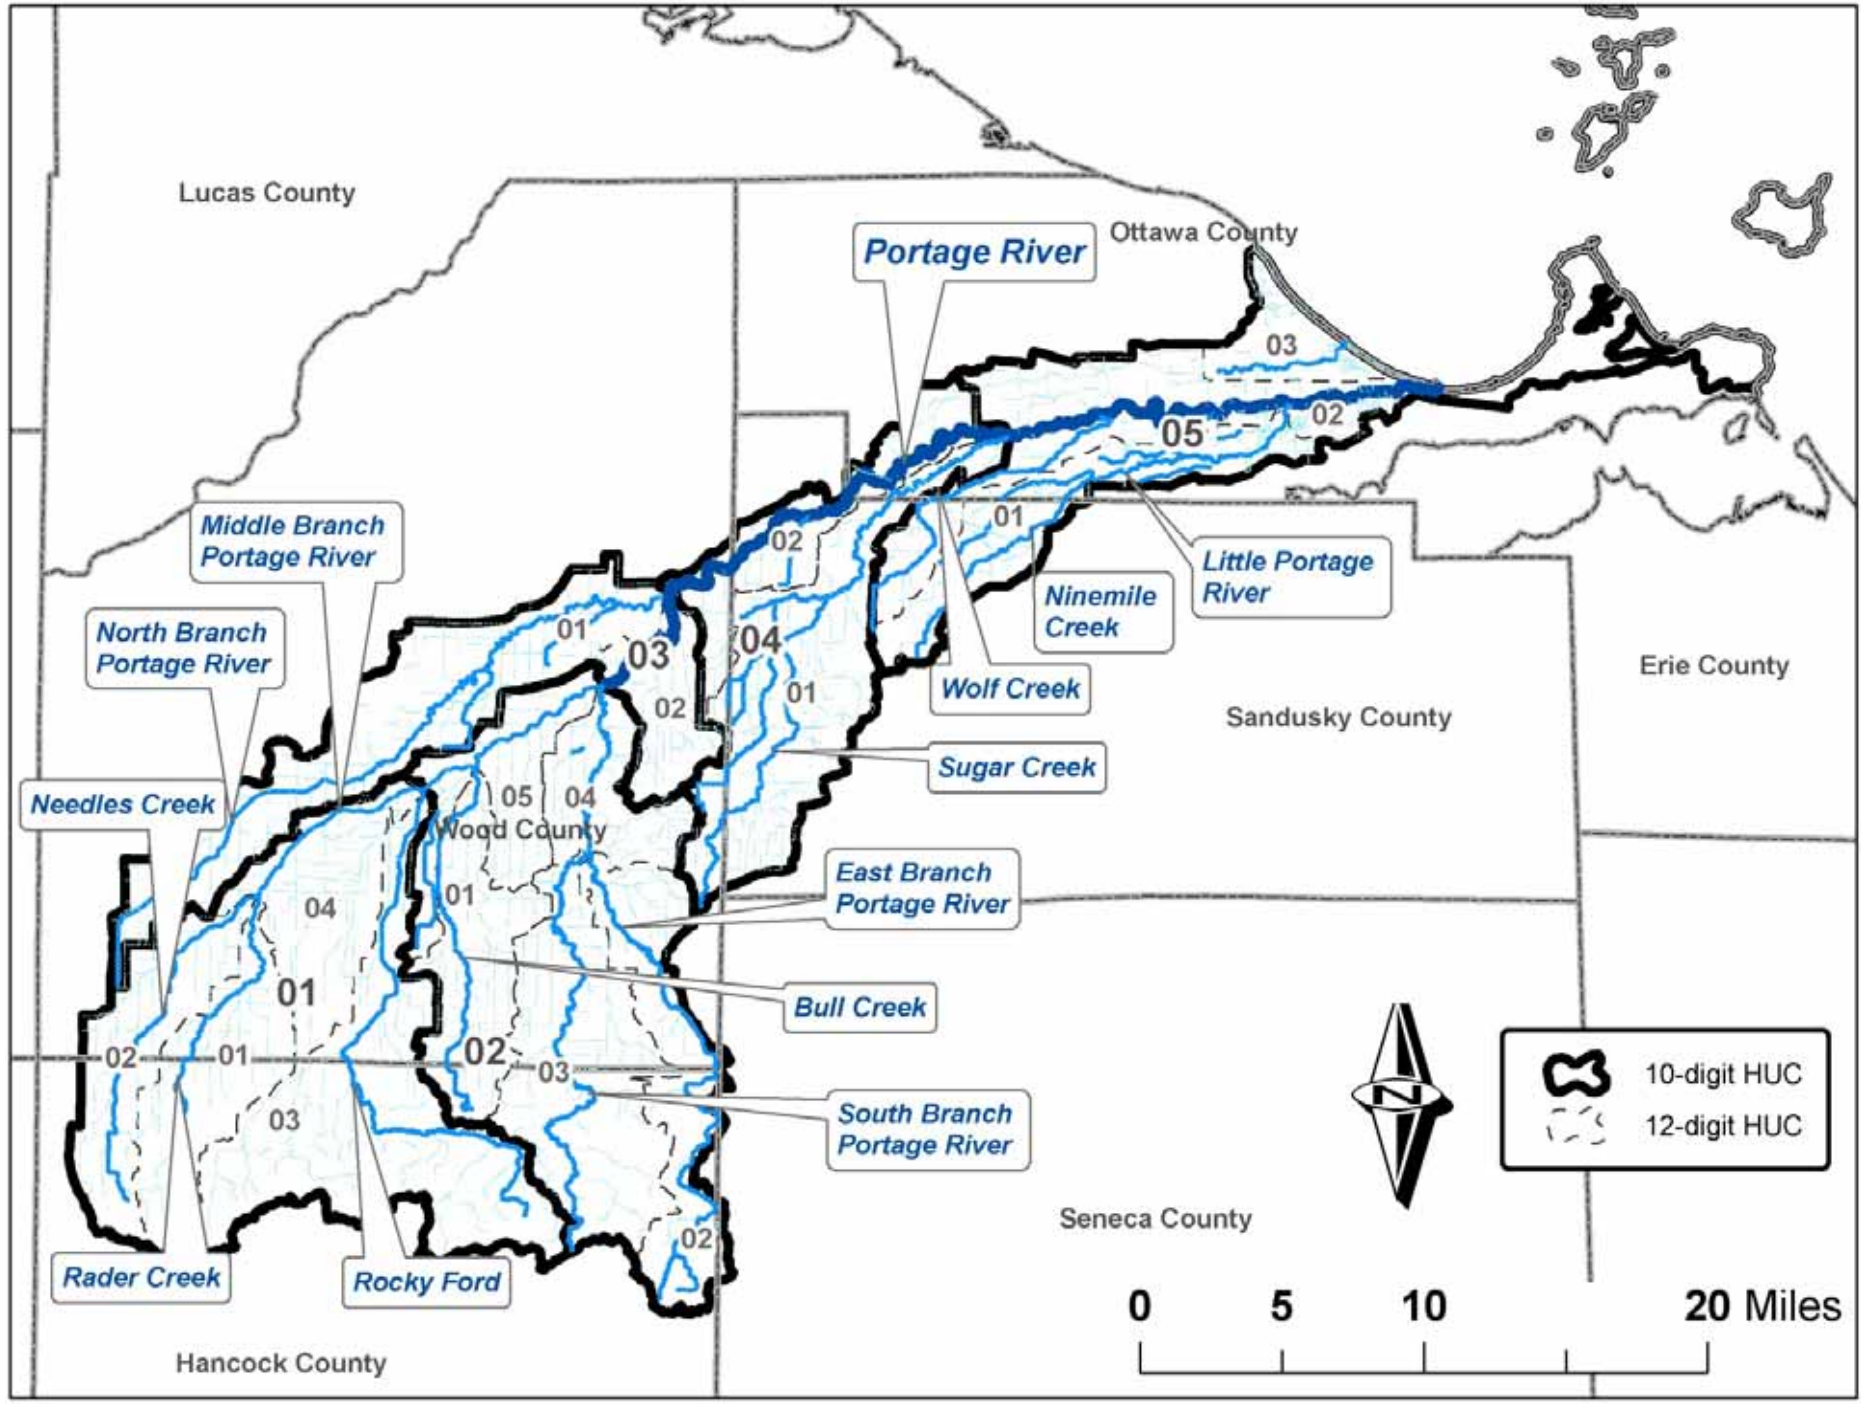 Lucas County
Ottawa County
Portage River
03
02
05
Middle Branch
Portage River
01
02
Little Portage
River
Ninemile
Creek
North Branch
Portage River
01
03
04
Wolf Creek
Erie County
02
01
Sandusky County
Sugar Creek
Needles Creek
05
04
Wood County
East Branch
Portage River
01
04
01
Bull Creek
02
01
02
03
03
South Branch
Portage River
N
10-digit HUC
12-digit HUC
Seneca County
02
Rader Creek
Rocky Ford
0
5
10
20 Miles
Hancock County